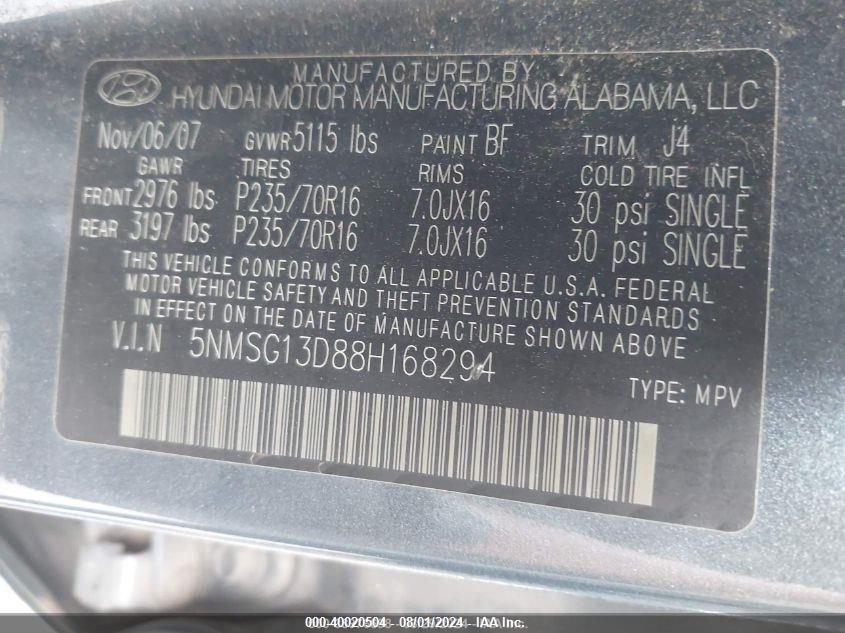 MANUFACTURED BY
HYUNDAI MOTOR MANUFACTURING ALABAMA, LLC
Nov/06/07 GVWR 5115 lbs PAINT BF TRIM J4
GAWR TIRES RIMS COLD TIRE INFL
FRONT 2976 lbs P235/70R16 7.0JX16 30 psi SINGLE
REAR 3197 lbs P235/70R16 7.0JX16 30 psi SINGLE
THIS VEHICLE CONFORMS TO ALL APPLICABLE U.S.A. FEDERAL
MOTOR VEHICLE SAFETY AND THEFT PREVENTION STANDARDS
IN EFFECT ON THE DATE OF MANUFACTURE SHOWN ABOVE.
V.I.N 5NMSG13D88H168294
TYPE: MPV
000-40020504 - 08/01/2024 - IAA Inc.